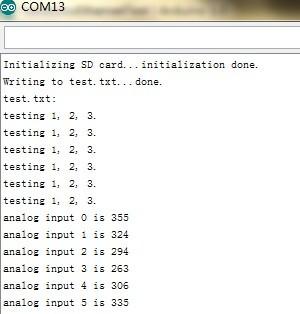 COM13
Initializing SD card...initialization done.
Writing to test.txt...done.
test.txt:
testing 1, 2, 3.
testing 1, 2, 3.
testing 1, 2, 3.
testing 1, 2, 3.
testing 1, 2, 3.
testing 1, 2, 3.
analog input 0 is 355
analog input 1 is 324
analog input 2 is 294
analog input 3 is 263
analog input 4 is 306
analog input 5 is 335